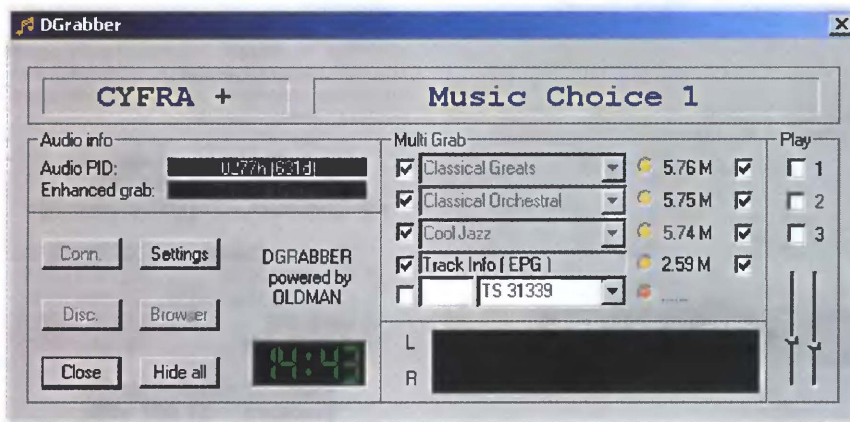 DGrabber
CYFRA +
Music Choice 1
Audio info
Audio PID:
Enhanced grab:
Conn.
Settings
Disc.
Browser
Close
Hide all
DGRABBER
powered by
OLDMAN
14:43
Multi Grab
Classical Greats 5.76 M
Classical Orchestral 5.75 M
Cool Jazz 5.74 M
Track Info ( EPG ) 2.59 M
TS 31339
L
R
Play
1
2
3